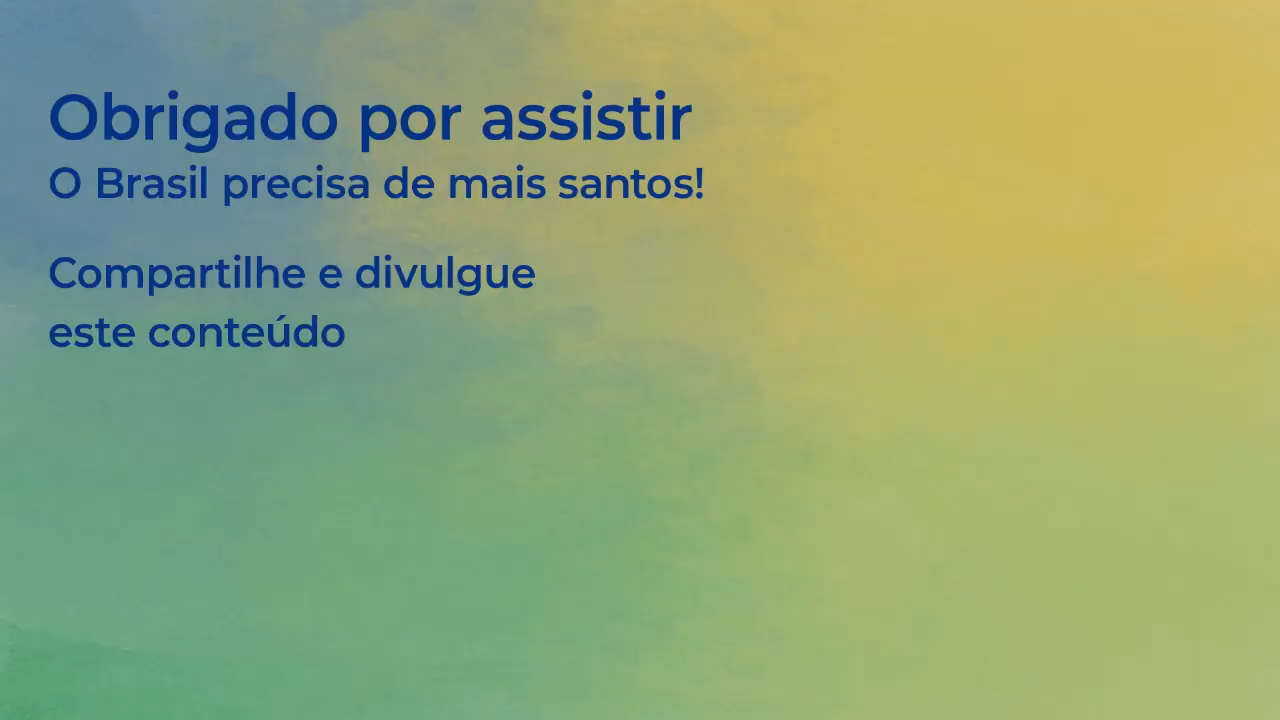 Obrigado por assistir
O Brasil precisa de mais santos!
Compartilhe e divulgue
este conteúdo